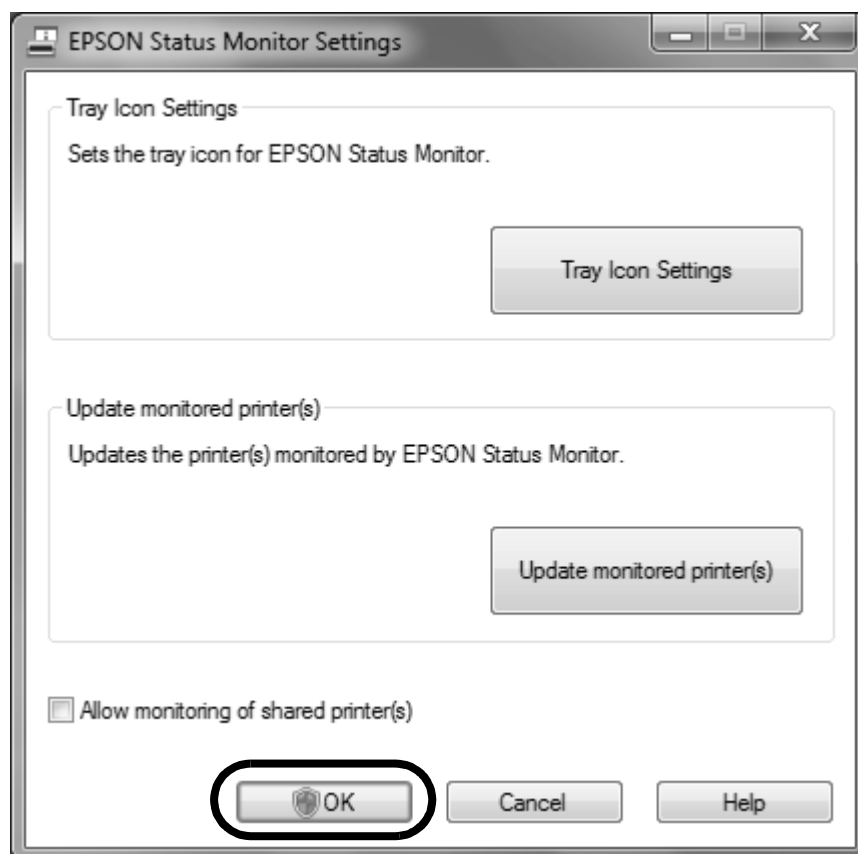 EPSON Status Monitor Settings
Tray Icon Settings
Sets the tray icon for EPSON Status Monitor.
Tray Icon Settings
Update monitored printer(s)
Updates the printer(s) monitored by EPSON Status Monitor.
Update monitored printer(s)
Allow monitoring of shared printer(s)
OK Cancel Help